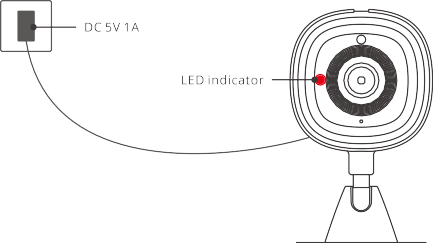 DC 5V 1A
LED indicator